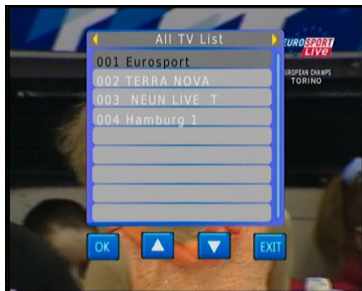 All TV List
001 Eurosport
002 TERRA NOVA
003 NEUN LIVE T
004 Hamburg 1
OK
EXIT
EUROSPORT
LIVE
EUROPEAN CHAMPS
TORINO